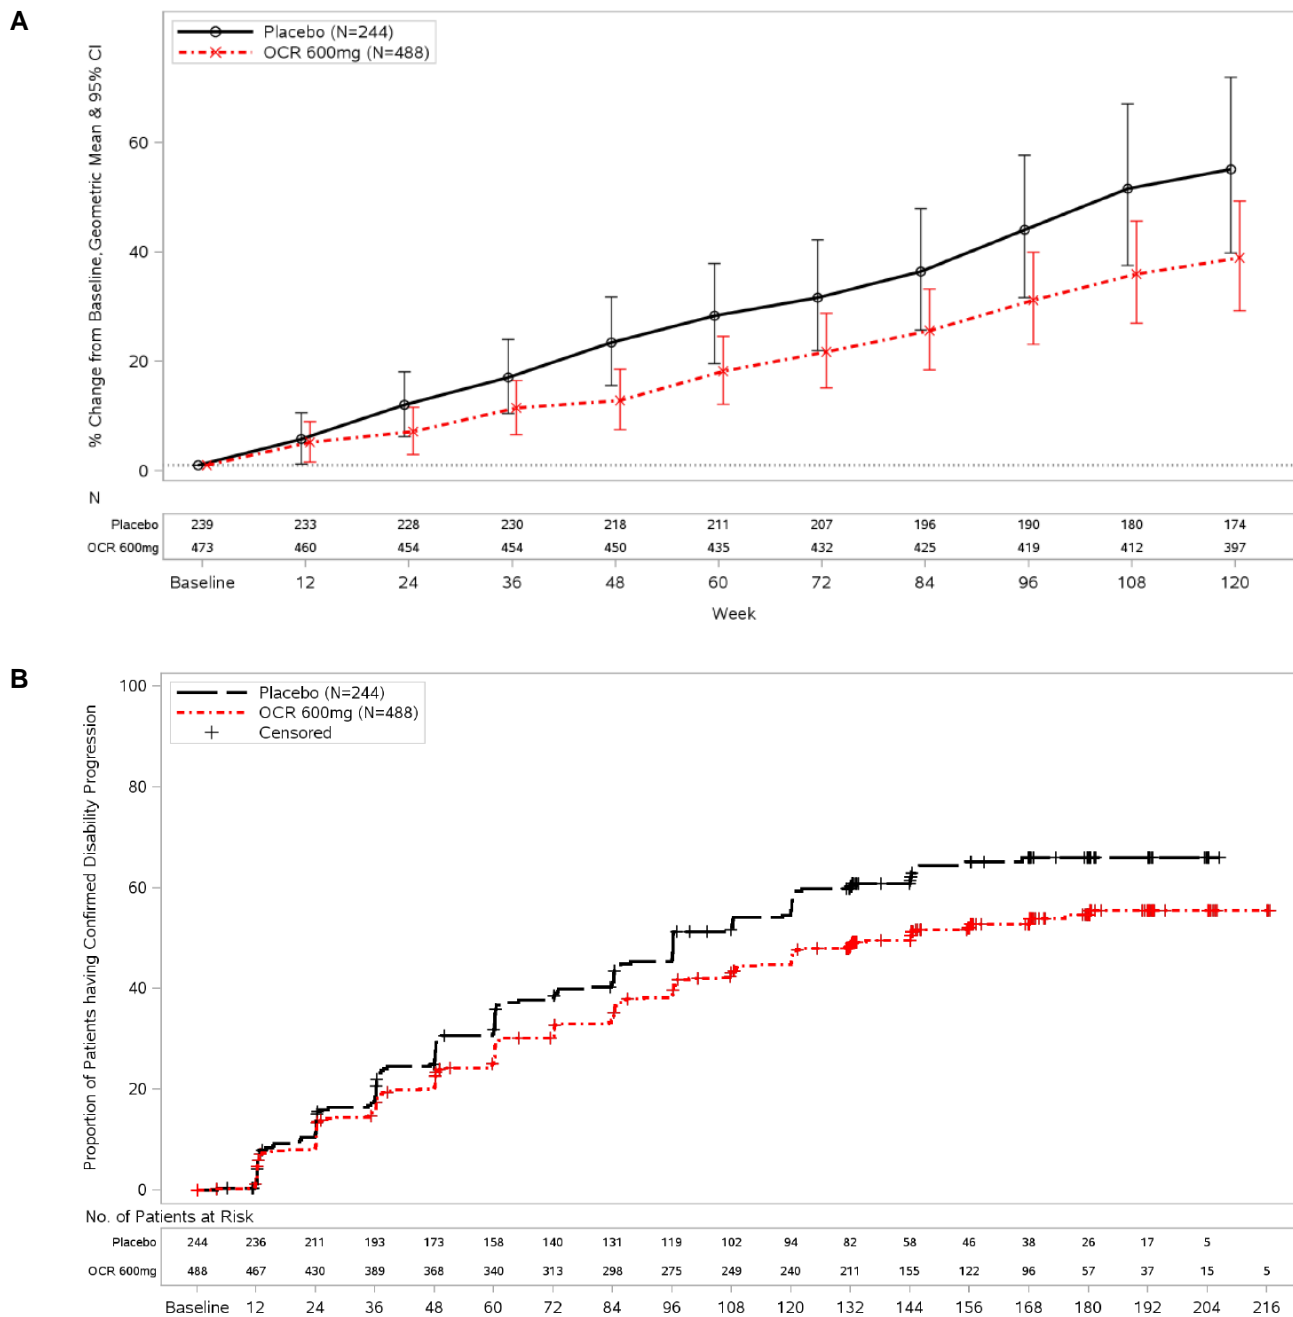 A
% Change from Baseline,Geometric Mean & 95% CI
Placebo (N=244)
OCR 600mg (N=488)
60
40
20
0
N
Placebo 239 233 228 230 218 211 207 196 190 180 174
OCR 600mg 473 460 454 454 450 435 432 425 419 412 397
Baseline 12 24 36 48 60 72 84 96 108 120
Week
B
Proportion of Patients having Confirmed Disability Progression
Placebo (N=244)
OCR 600mg (N=488)
Censored
100
80
60
40
20
0
No. of Patients at Risk
Placebo 244 236 211 193 173 158 140 131 119 102 94 82 58 46 38 26 17 5
OCR 600mg 488 467 430 389 368 340 313 298 275 249 240 211 155 122 96 57 37 15 5
Baseline 12 24 36 48 60 72 84 96 108 120 132 144 156 168 180 192 204 216